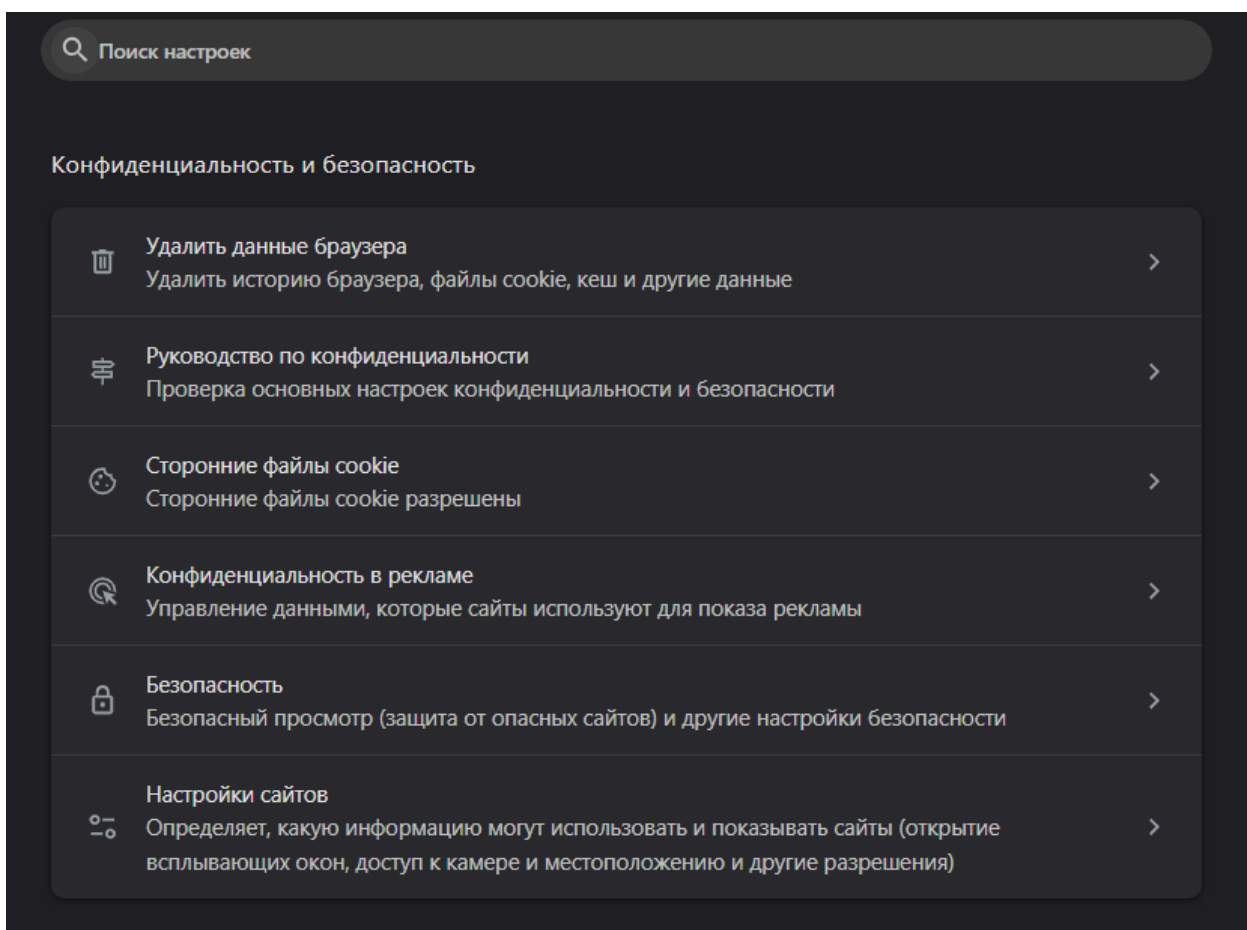 Поиск настроек
Конфиденциальность и безопасность
Удалить данные браузера
Удалить историю браузера, файлы cookie, кеш и другие данные
Руководство по конфиденциальности
Проверка основных настроек конфиденциальности и безопасности
Сторонние файлы cookie
Сторонние файлы cookie разрешены
Конфиденциальность в рекламе
Управление данными, которые сайты используют для показа рекламы
Безопасность
Безопасный просмотр (защита от опасных сайтов) и другие настройки безопасности
Настройки сайтов
Определяет, какую информацию могут использовать и показывать сайты (открытие
всплывающих окон, доступ к камере и местоположению и другие разрешения)